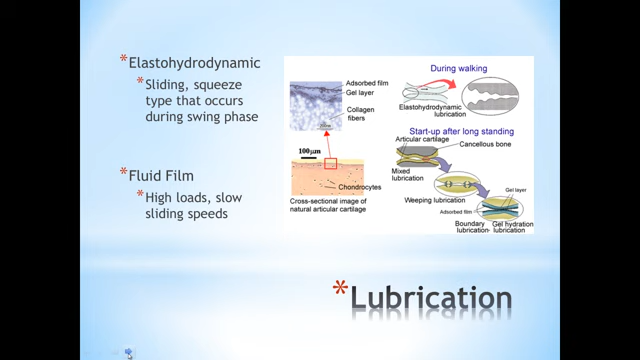 * Elastohydrodynamic
* Sliding, squeeze
type that occurs
during swing phase
* Fluid Film
* High loads, slow
sliding speeds
During walking
Adsorbed film
Gel layer
Collagen
fibers
Elastohydrodynamic
lubrication
Start-up after long standing
Articular cartilage
Cancellous bone
100μm
Mixed
lubrication
Chondrocytes
Weeping lubrication
Gel layer
Adsorbed film
Cross-sectional image of
natural articular cartilage
Boundary
lubrication-
Gel hydration
lubrication
* Lubrication